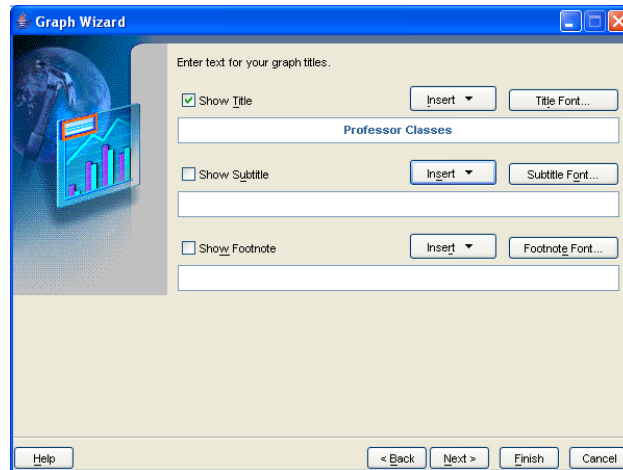 Graph Wizard
Enter text for your graph titles.
Show Title Insert Title Font...
Professor Classes
Show Subtitle Insert Subtitle Font...
Show Footnote Insert Footnote Font...
Help < Back Next > Finish Cancel